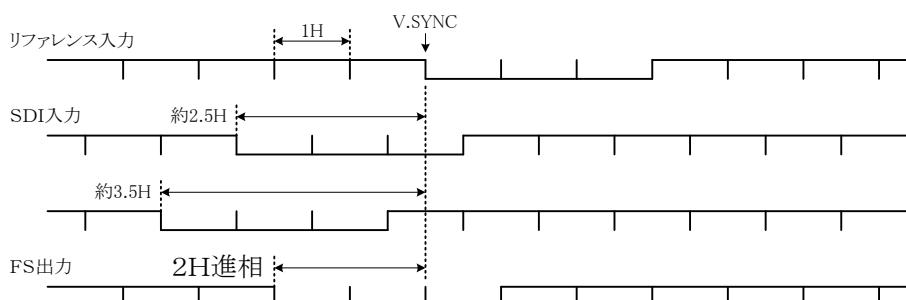 V.SYNC
1H
リファレンス入力
SDI入力
約2.5H
約3.5H
FS出力
2H進相